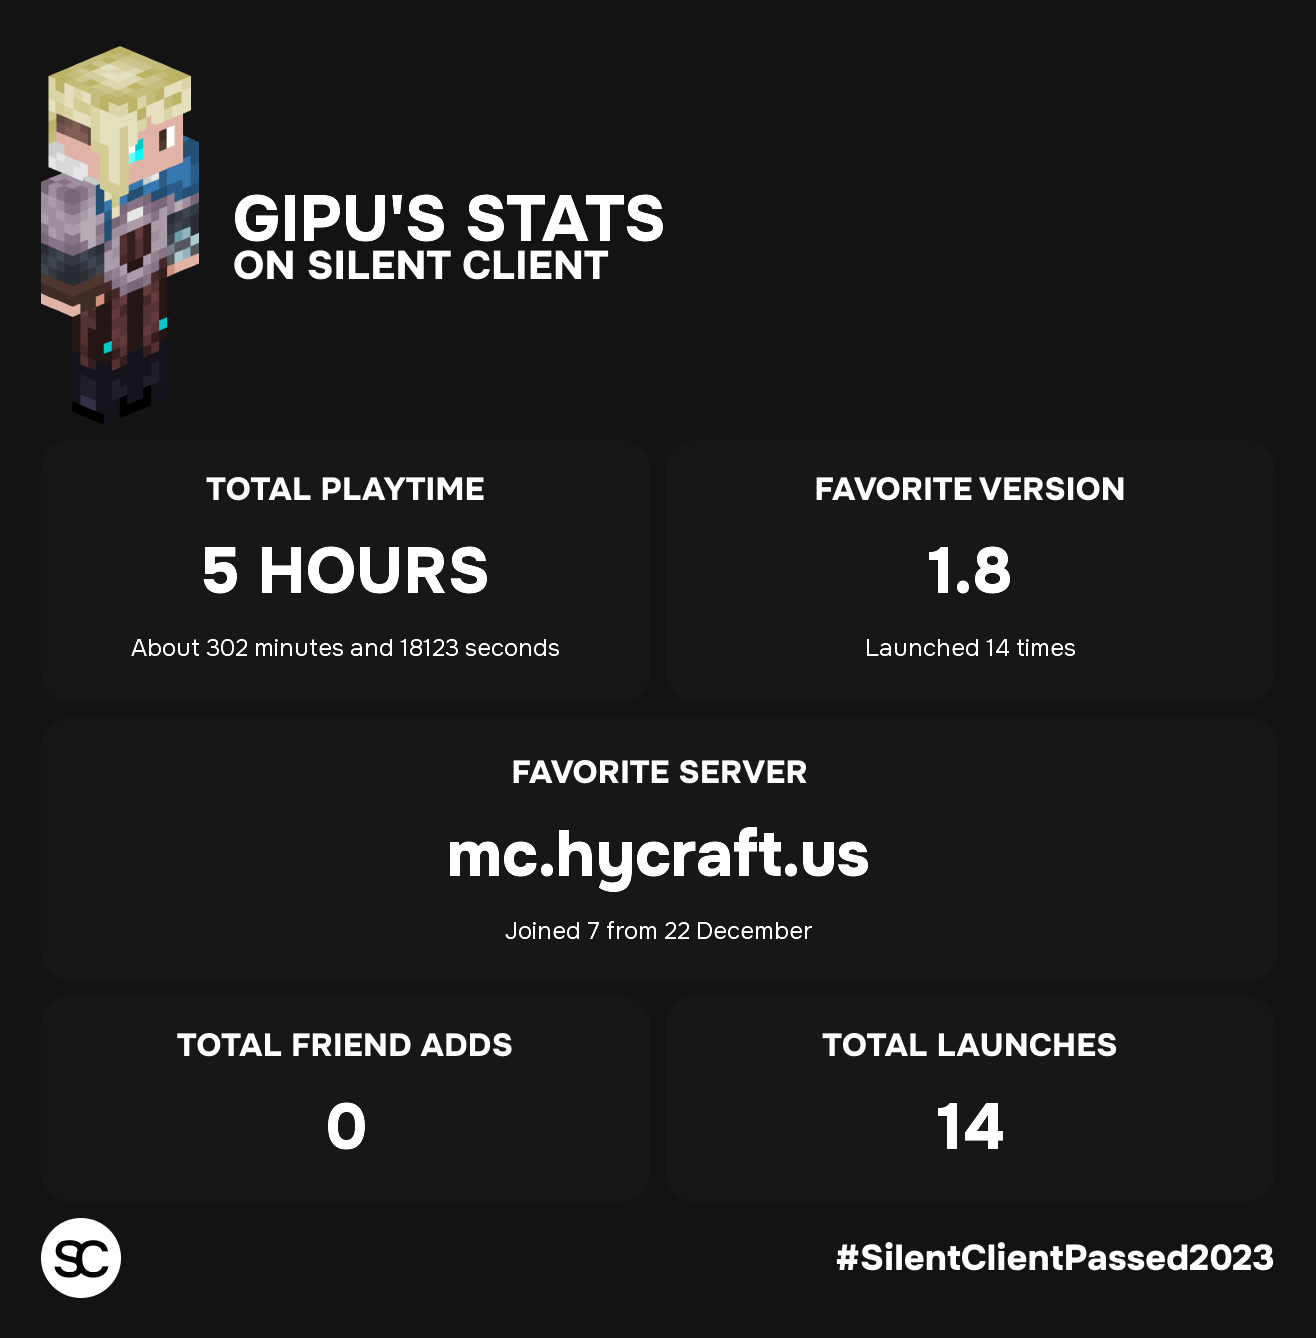 GIPU'S STATS
ON SILENT CLIENT
TOTAL PLAYTIME
5 HOURS
About 302 minutes and 18123 seconds
FAVORITE VERSION
1.8
Launched 14 times
FAVORITE SERVER
mc.hycraft.us
Joined 7 from 22 December
TOTAL FRIEND ADDS
0
TOTAL LAUNCHES
14
SC
#SilentClientPassed2023